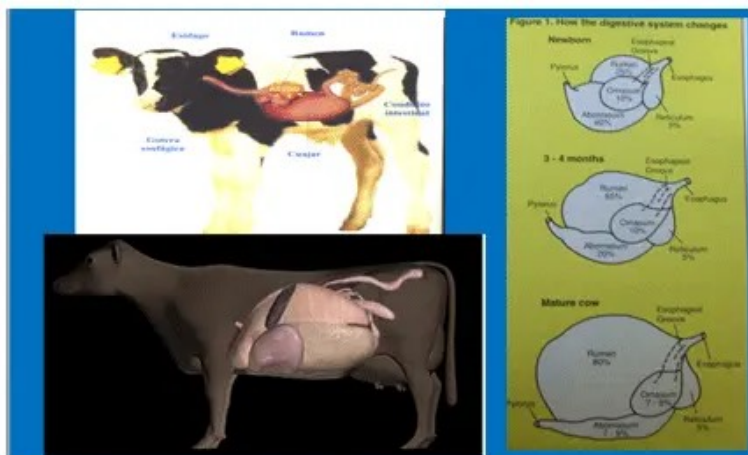 Esófago
Rumen
Gotera esofágica
Cuajar
Conducto intestinal
Figure 1. How the digestive system changes
Newborn
Esophageal
Groove
Pylorus
Rumen
25%
Esophagus
Omasum
10%
Abomasum
60%
Reticulum
5%
3 - 4 months
Esophageal
Groove
Rumen
65%
Pylorus
Esophagus
Omasum
10%
Abomasum
20%
Reticulum
5%
Mature cow
Esophageal
Groove
Rumen
80%
Esophagus
Omasum
7 - 8%
Pylorus
Reticulum
5%
Abomasum
7 - 8%